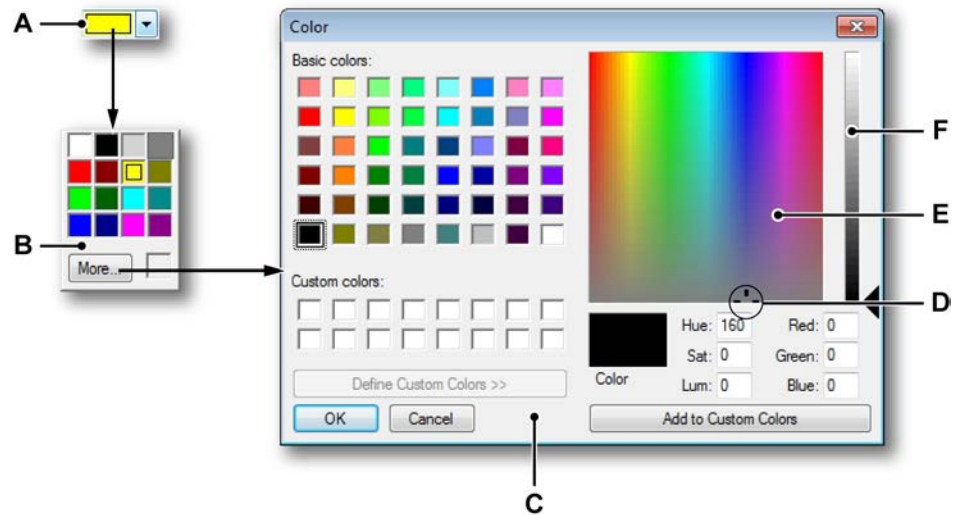 A
B
More...
Color
Basic colors:
Custom colors:
Define Custom Colors >>
OK
Cancel
Color
Hue: 160
Sat: 0
Lum: 0
Red: 0
Green: 0
Blue: 0
Add to Custom Colors
F
E
D
C